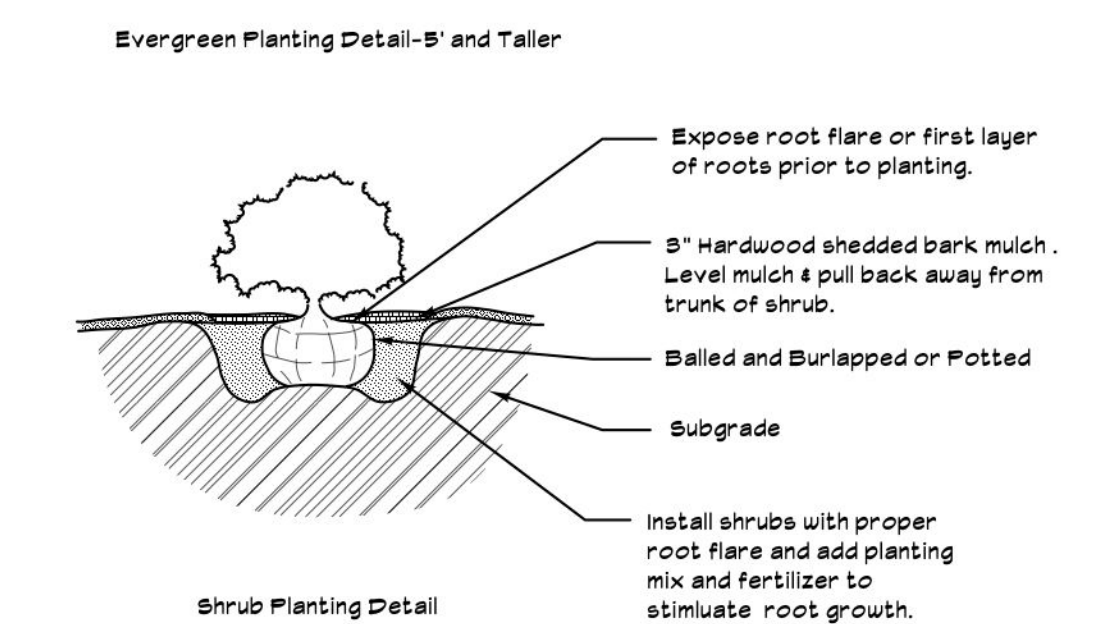 Evergreen Planting Detail-5' and Taller
Expose root flare or first layer
of roots prior to planting.
3" Hardwood shedded bark mulch .
Level mulch & pull back away from
trunk of shrub.
Balled and Burlapped or Potted
Subgrade
Install shrubs with proper
root flare and add planting
mix and fertilizer to
stimluate root growth.
Shrub Planting Detail